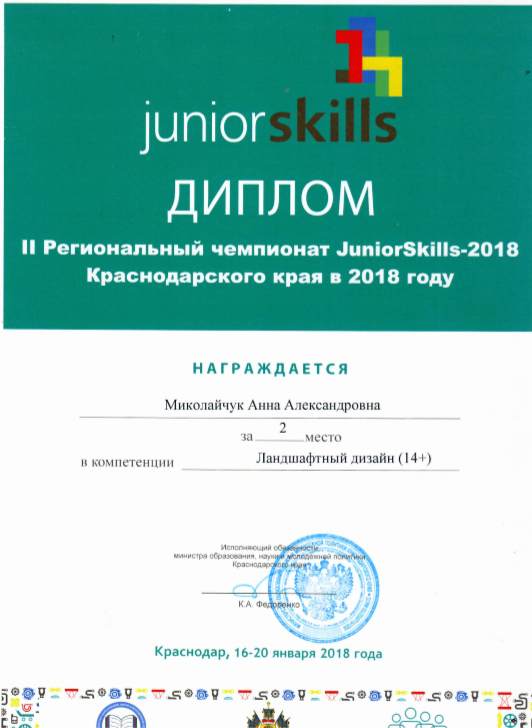 juniorskills
ДИПЛОМ
II Региональный чемпионат JuniorSkills-2018
Краснодарского края в 2018 году
НАГРАЖДАЕТСЯ
Миколайчук Анна Александровна
за 2 место
в компетенции Ландшафтный дизайн (14+)
Исполняющий обязанности
министра образования, науки и молодежной политики
Краснодарского края
К.А. Федоренко
Краснодар, 16-20 января 2018 года